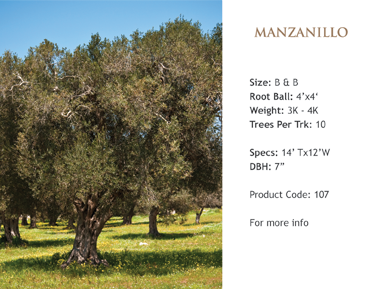 MANZANILLO
Size: B & B
Root Ball: 4'x4'
Weight: 3K - 4K
Trees Per Trk: 10
Specs: 14' Tx12'W
DBH: 7"
Product Code: 107
For more info